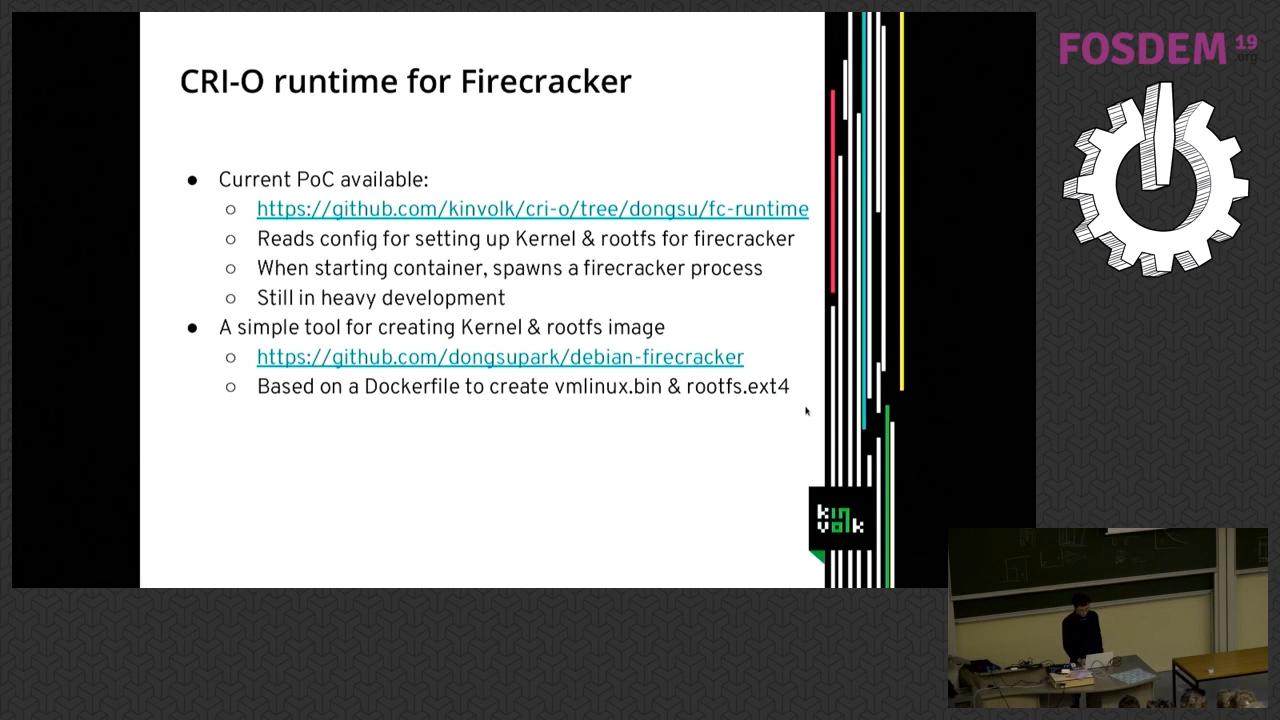 CRI-O runtime for Firecracker
● Current PoC available:
○ https://github.com/kinvolk/cri-o/tree/dongsu/fc-runtime
○ Reads config for setting up Kernel & rootfs for firecracker
○ When starting container, spawns a firecracker process
○ Still in heavy development
● A simple tool for creating Kernel & rootfs image
○ https://github.com/dongsupark/debian-firecracker
○ Based on a Dockerfile to create vmlinux.bin & rootfs.ext4
kin
volk
FOSDEM 19
.org